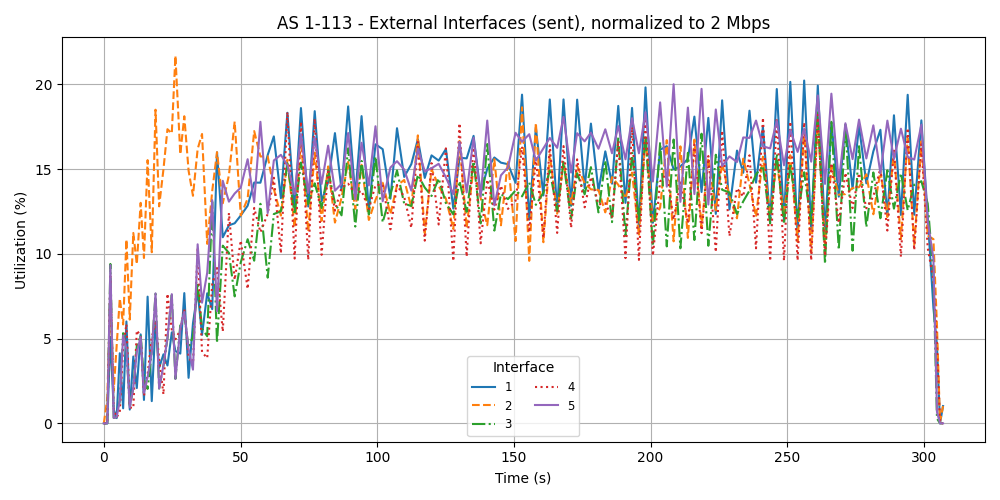 AS 1-113 - External Interfaces (sent), normalized to 2 Mbps
Utilization (%)
20
15
10
5
0
0 50 100 150 200 250 300
Time (s)
Interface
1 4
2 5
3